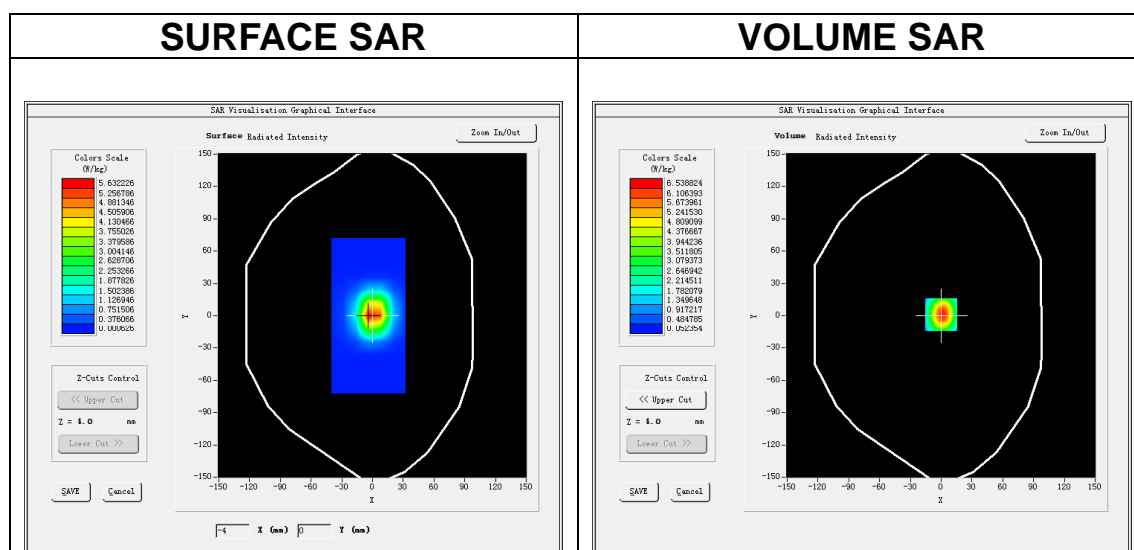 SURFACE SAR
VOLUME SAR
SAR Visualisation Graphical Interface
Surface Radiated Intensity
Zoom In/Out
Colors Scale
(W/kg)
5.632226
5.256786
4.881346
4.505906
4.130466
3.755026
3.379586
3.004146
2.628706
2.253266
1.877826
1.502386
1.126946
0.751506
0.376066
0.000626
150
120
90
60
30
0
-30
-60
-90
-120
-150
Y
-150 -120 -90 -60 -30 0 30 60 90 120 150
X
Z-Cuts Control
<< Upper Cut
Z = 4.0 mm
Lower Cut >>
SAVE Cancel
-4 X (mm) 0 Y (mm)
SAR Visualisation Graphical Interface
Volume Radiated Intensity
Zoom In/Out
Colors Scale
(W/kg)
6.538824
6.106393
5.673961
5.241530
4.809099
4.376667
3.944236
3.511805
3.079373
2.646942
2.214511
1.782079
1.349648
0.917217
0.484785
0.052354
150
120
90
60
30
0
-30
-60
-90
-120
-150
Y
-150 -120 -90 -60 -30 0 30 60 90 120 150
X
Z-Cuts Control
<< Upper Cut
Z = 4.0 mm
Lower Cut >>
SAVE Cancel